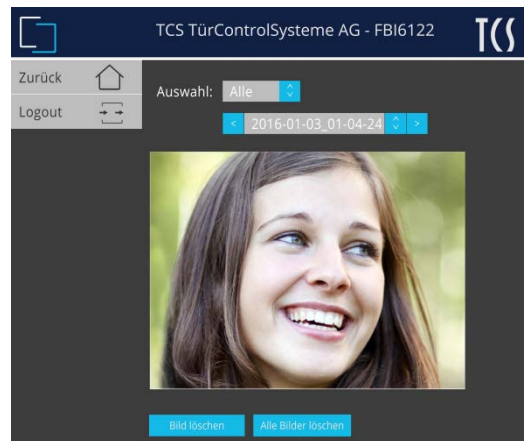 TCS TürControlSysteme AG - FBI6122
TCS
Zurück
Logout
Auswahl: Alle
< 2016-01-03_01-04-24 >
Bild löschen Alle Bilder löschen